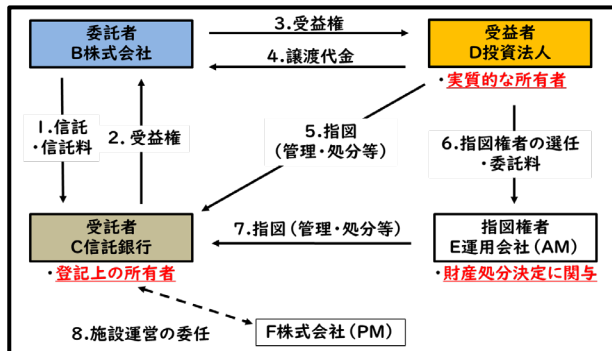 委託者
B株式会社
3.受益権
4.譲渡代金
受益者
D投資法人
・実質的な所有者
1.信託
・信託料
2.受益権
5.指図
(管理・処分等)
6.指図権者の選任
・委託料
受託者
C信託銀行
・登記上の所有者
7.指図(管理・処分等)
指図権者
E運用会社(AM)
・財産処分決定に関与
8.施設運営の委任
F株式会社(PM)